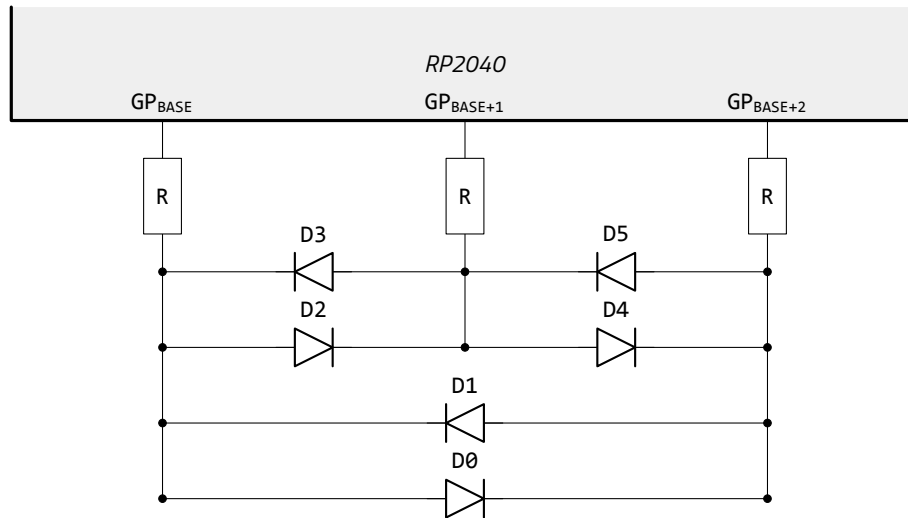 RP2040
GPBASE GPBASE+1 GPBASE+2
R R R
D3 D5
D2 D4
D1
D0